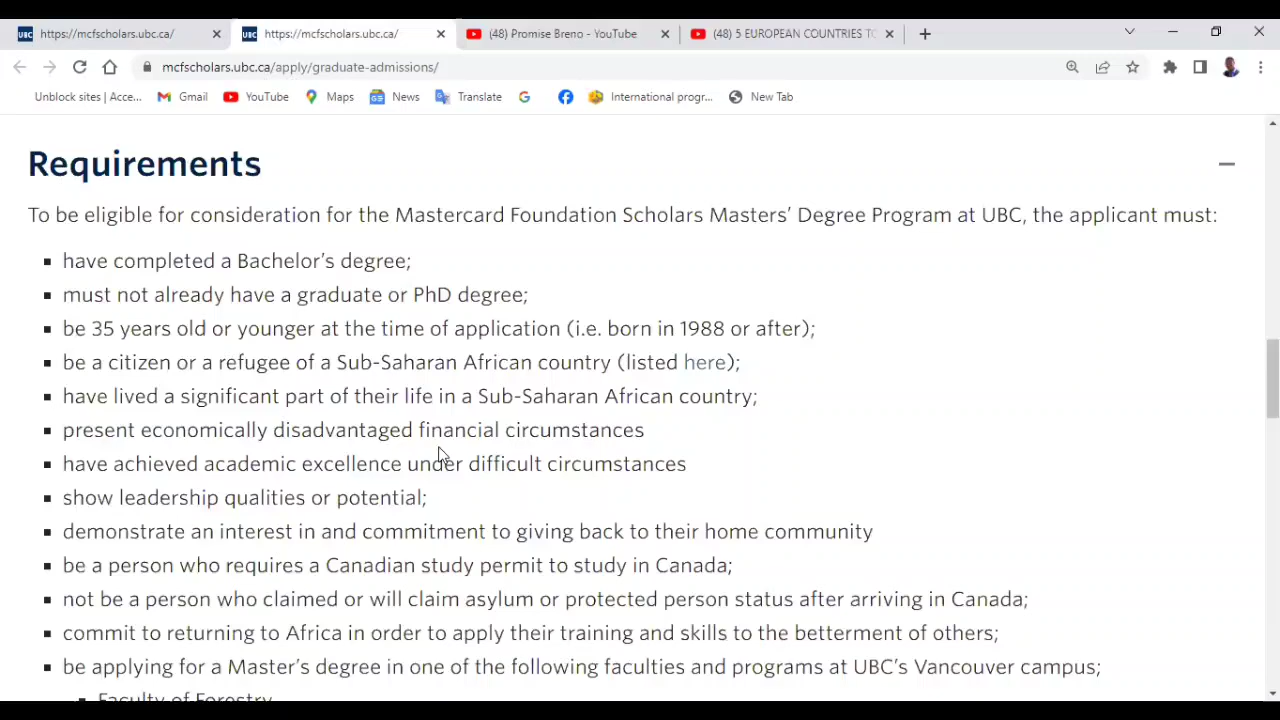 UBC https://mcfscholars.ubc.ca/
UBC https://mcfscholars.ubc.ca/
(48) Promise Breno - YouTube
(48) 5 EUROPEAN COUNTRIES TO
mcfscholars.ubc.ca/apply/graduate-admissions/
Unblock sites | Acce...
Gmail
YouTube
Maps
News
Translate
International progr...
New Tab
Requirements
To be eligible for consideration for the Mastercard Foundation Scholars Masters’ Degree Program at UBC, the applicant must:
have completed a Bachelor’s degree;
must not already have a graduate or PhD degree;
be 35 years old or younger at the time of application (i.e. born in 1988 or after);
be a citizen or a refugee of a Sub-Saharan African country (listed here);
have lived a significant part of their life in a Sub-Saharan African country;
present economically disadvantaged financial circumstances
have achieved academic excellence under difficult circumstances
show leadership qualities or potential;
demonstrate an interest in and commitment to giving back to their home community
be a person who requires a Canadian study permit to study in Canada;
not be a person who claimed or will claim asylum or protected person status after arriving in Canada;
commit to returning to Africa in order to apply their training and skills to the betterment of others;
be applying for a Master’s degree in one of the following faculties and programs at UBC’s Vancouver campus;
Faculty of Forestry